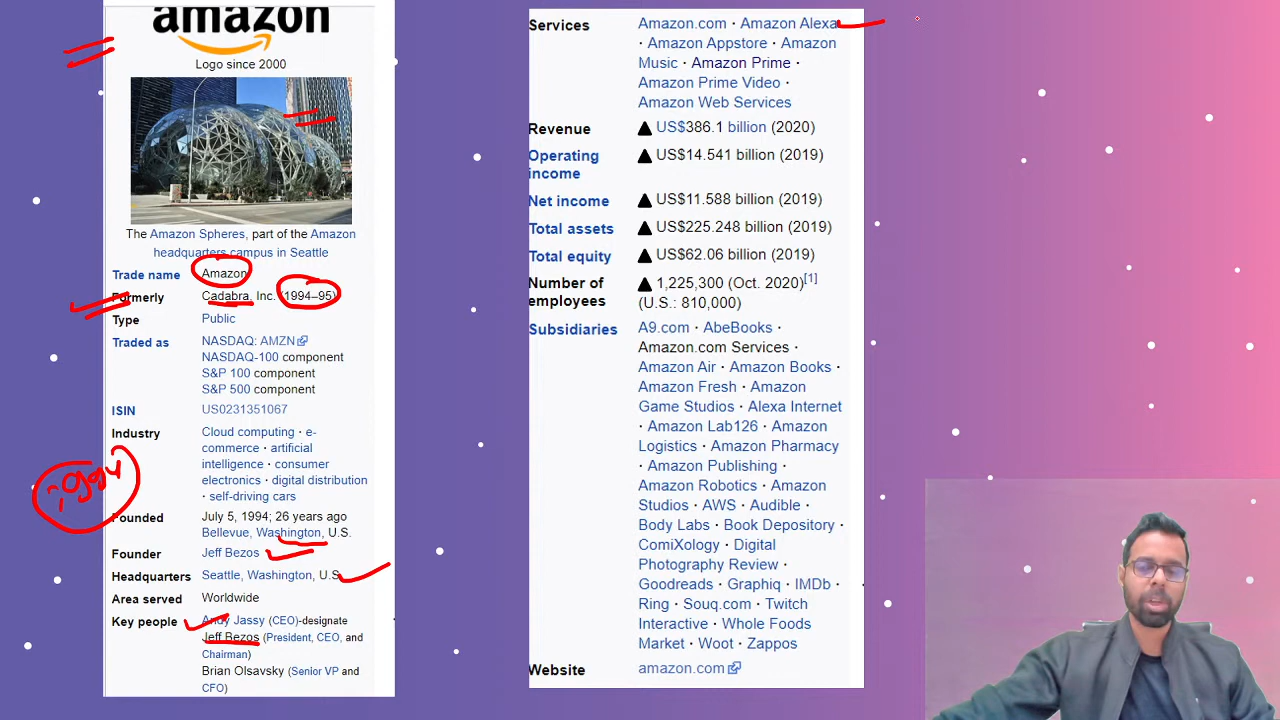 amazon
Logo since 2000
The Amazon Spheres, part of the Amazon
headquarters campus in Seattle
Trade name Amazon
Formerly Cadabra, Inc. (1994–95)
Type Public
Traded as NASDAQ: AMZN
NASDAQ-100 component
S&P 100 component
S&P 500 component
ISIN US0231351067
Industry Cloud computing · e-
commerce · artificial
intelligence · consumer
electronics · digital distribution
· self-driving cars
1994
Founded July 5, 1994; 26 years ago
Bellevue, Washington, U.S.
Founder Jeff Bezos
Headquarters Seattle, Washington, U.S.
Area served Worldwide
Key people Andy Jassy (CEO)-designate
Jeff Bezos (President, CEO, and
Chairman)
Brian Olsavsky (Senior VP and
CFO)
Services Amazon.com · Amazon Alexa
· Amazon Appstore · Amazon
Music · Amazon Prime ·
Amazon Prime Video ·
Amazon Web Services
Revenue ▲ US$386.1 billion (2020)
Operating ▲ US$14.541 billion (2019)
income
Net income ▲ US$11.588 billion (2019)
Total assets ▲ US$225.248 billion (2019)
Total equity ▲ US$62.06 billion (2019)
Number of ▲ 1,225,300 (Oct. 2020)[1]
employees (U.S.: 810,000)
Subsidiaries A9.com · AbeBooks ·
Amazon.com Services ·
Amazon Air · Amazon Books ·
Amazon Fresh · Amazon
Game Studios · Alexa Internet
· Amazon Lab126 · Amazon
Logistics · Amazon Pharmacy
· Amazon Publishing ·
Amazon Robotics · Amazon
Studios · AWS · Audible ·
Body Labs · Book Depository ·
ComiXology · Digital
Photography Review ·
Goodreads · Graphiq · IMDb ·
Ring · Souq.com · Twitch
Interactive · Whole Foods
Market · Woot · Zappos
Website amazon.com